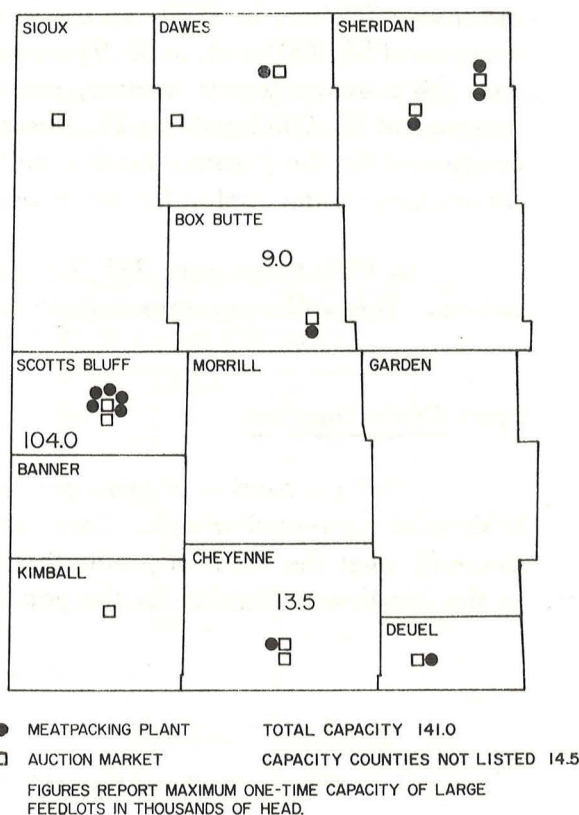 SIOUX
DAWES
SHERIDAN
BOX BUTTE
9.0
SCOTTS BLUFF
104.0
MORRILL
GARDEN
BANNER
KIMBALL
CHEYENNE
13.5
DEUEL
MEATPACKING PLANT TOTAL CAPACITY 141.0
AUCTION MARKET CAPACITY COUNTIES NOT LISTED 14.5
FIGURES REPORT MAXIMUM ONE-TIME CAPACITY OF LARGE
FEEDLOTS IN THOUSANDS OF HEAD.